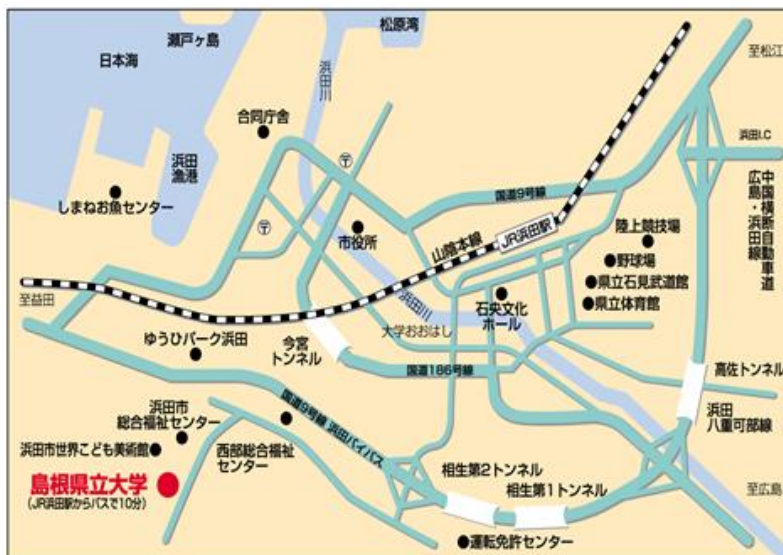 瀬戸ヶ島
松原湾
日本海
浜田川
至松江
合同庁舎
〒
浜田I.C
浜田
漁港
しまねお魚センター
国道9号線
中国横断自動車道
広島・浜田線
〒
市役所
山陰本線
JR浜田駅
陸上競技場
野球場
県立石見武道館
県立体育館
至益田
浜田川
石央文化
ホール
大学おおはし
ゆうひパーク浜田
今宮
トンネル
国道186号線
高佐トンネル
浜田
八重可部線
国道9号線 浜田バイパス
浜田市
総合福祉センター
浜田市世界こども美術館
西部総合福祉
センター
島根県立大学
(JR浜田駅からバスで10分)
相生第2トンネル
相生第1トンネル
至広島
運転免許センター